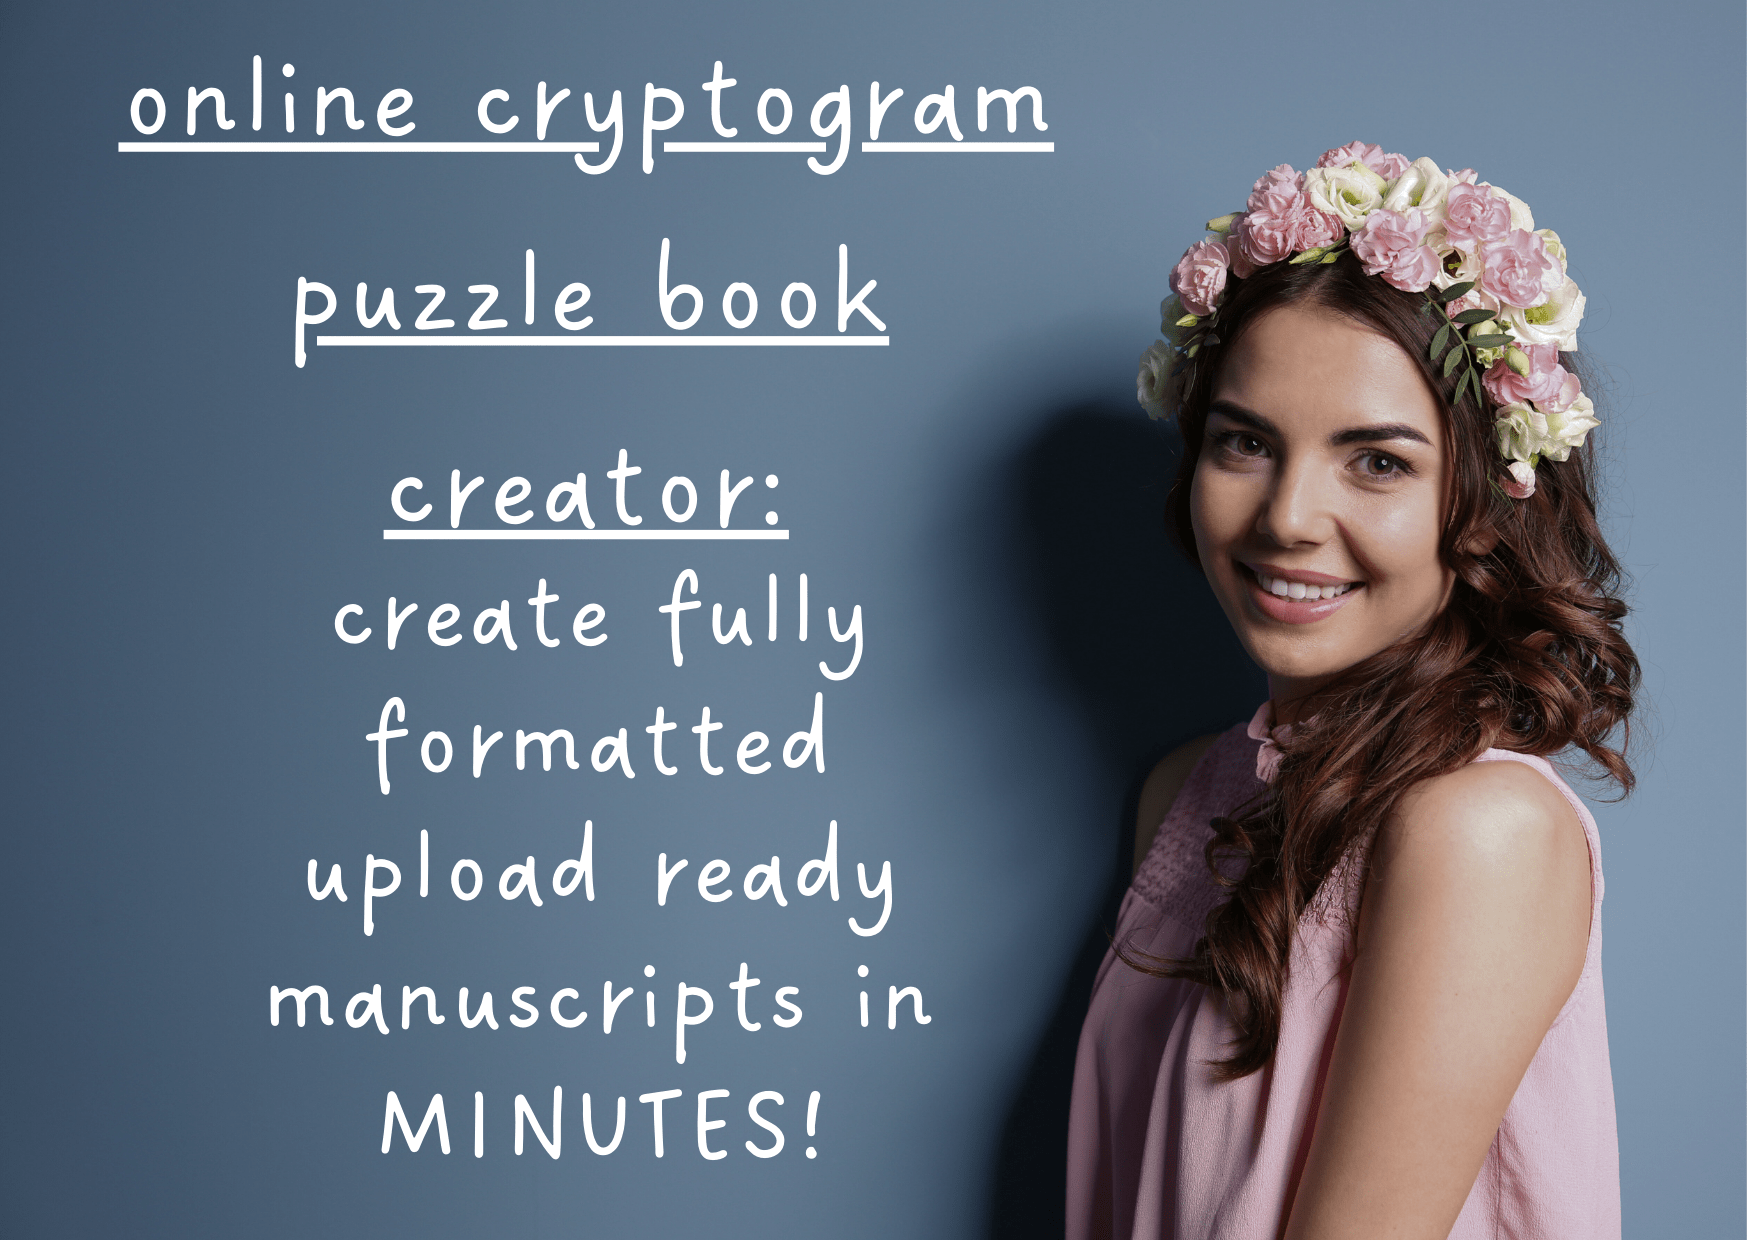 online cryptogram
puzzle book
creator:
create fully
formatted
upload ready
manuscripts in
MINUTES!